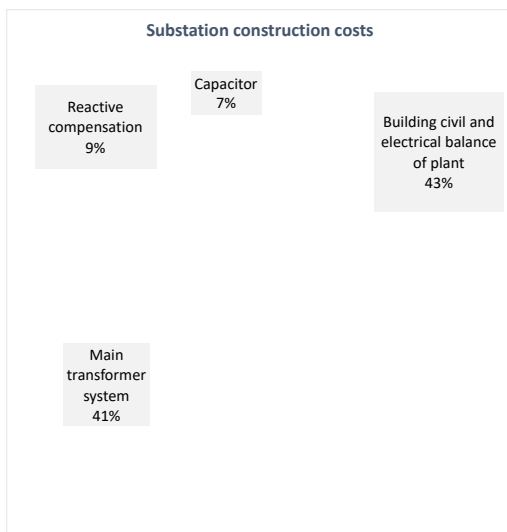 Substation construction costs
Capacitor
7%
Reactive
compensation
9%
Building civil and
electrical balance
of plant
43%
Main
transformer
system
41%